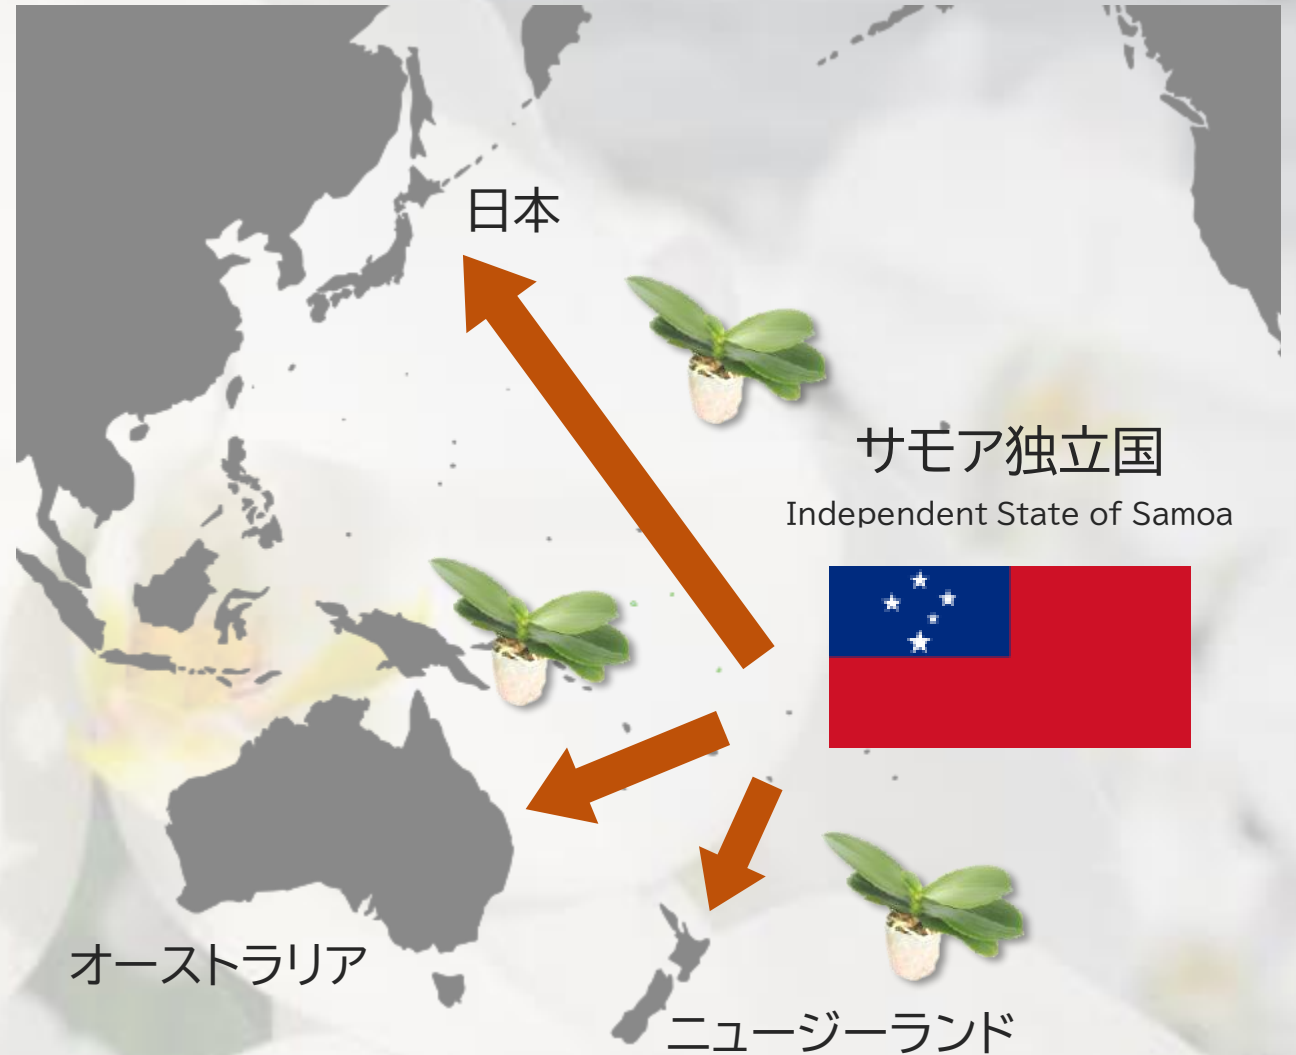 日本
サモア独立国
Independent State of Samoa
オーストラリア
ニュージーランド